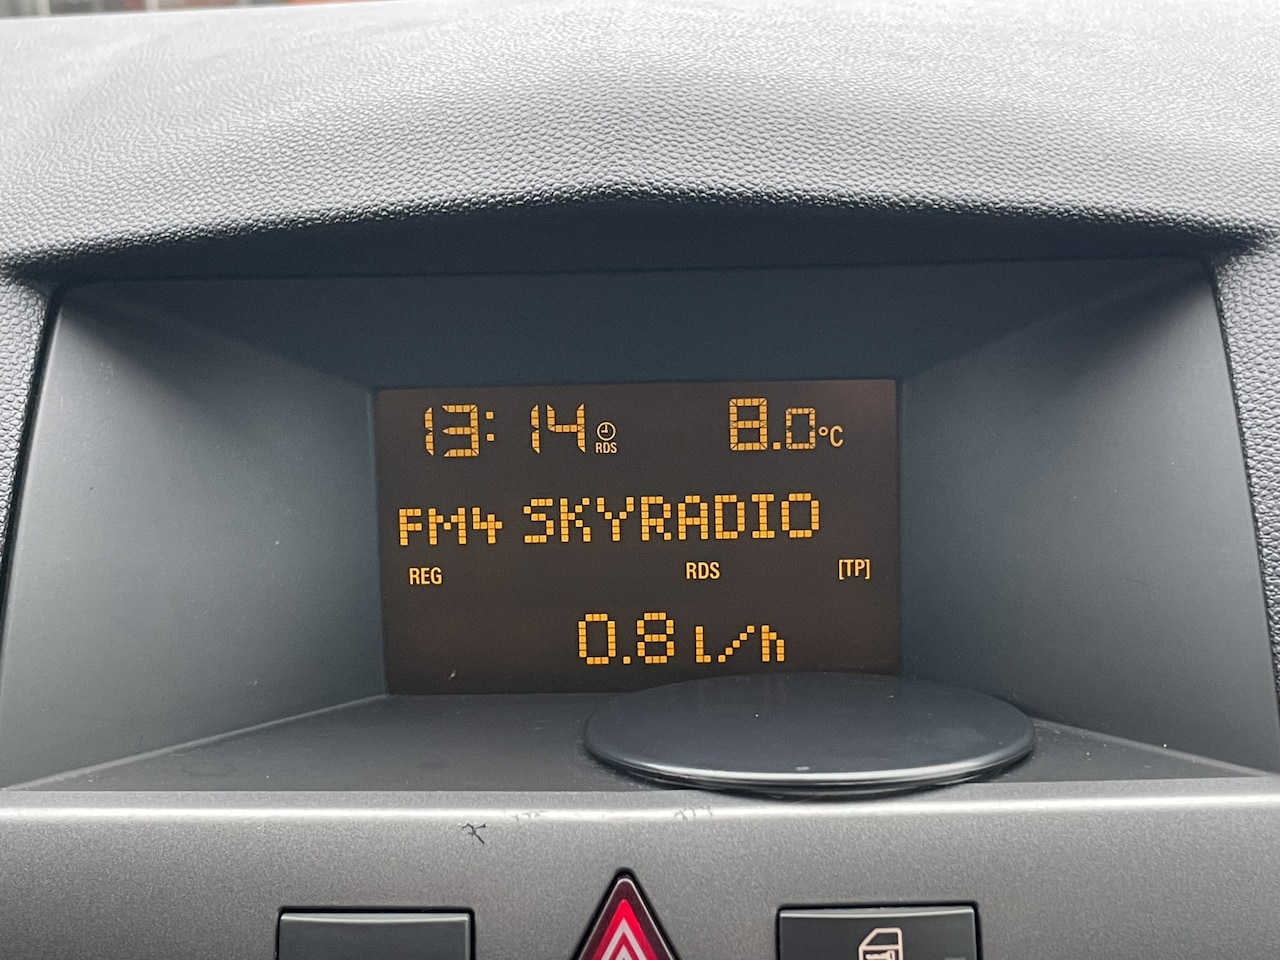 13:14 RDS 8.0°C
FM4 SKYRADIO
REG RDS [TP]
0.8 l/h